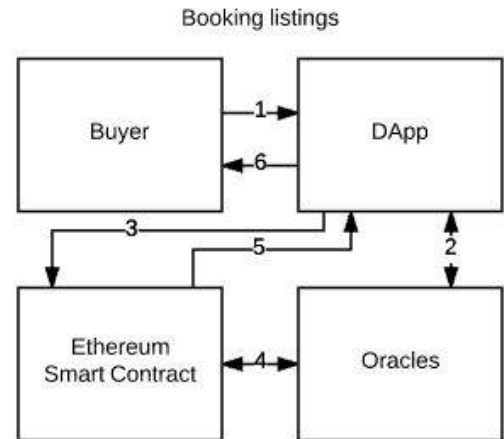 Booking listings
Buyer
1
DApp
6
3
5
2
Ethereum
Smart Contract
4
Oracles